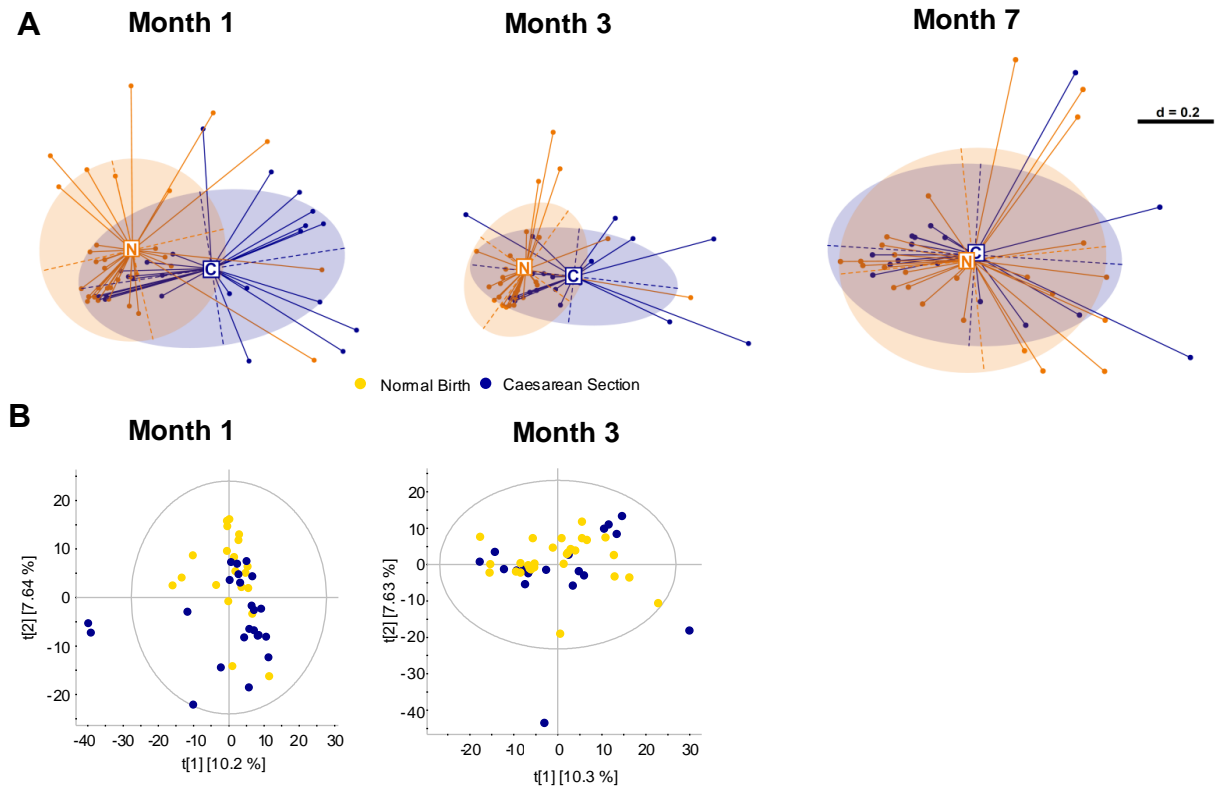 A
Month 1
Month 3
Month 7
d = 0.2
N
C
N
C
C
N
Normal Birth
Caesarean Section
B
Month 1
Month 3
20
10
0
-10
-20
t[2] [7.64 %]
-40
-30
-20
-10
0
10
20
30
t[1] [10.2 %]
20
10
0
-10
-20
-30
-40
t[2] [7.63 %]
-20
-10
0
10
20
30
t[1] [10.3 %]